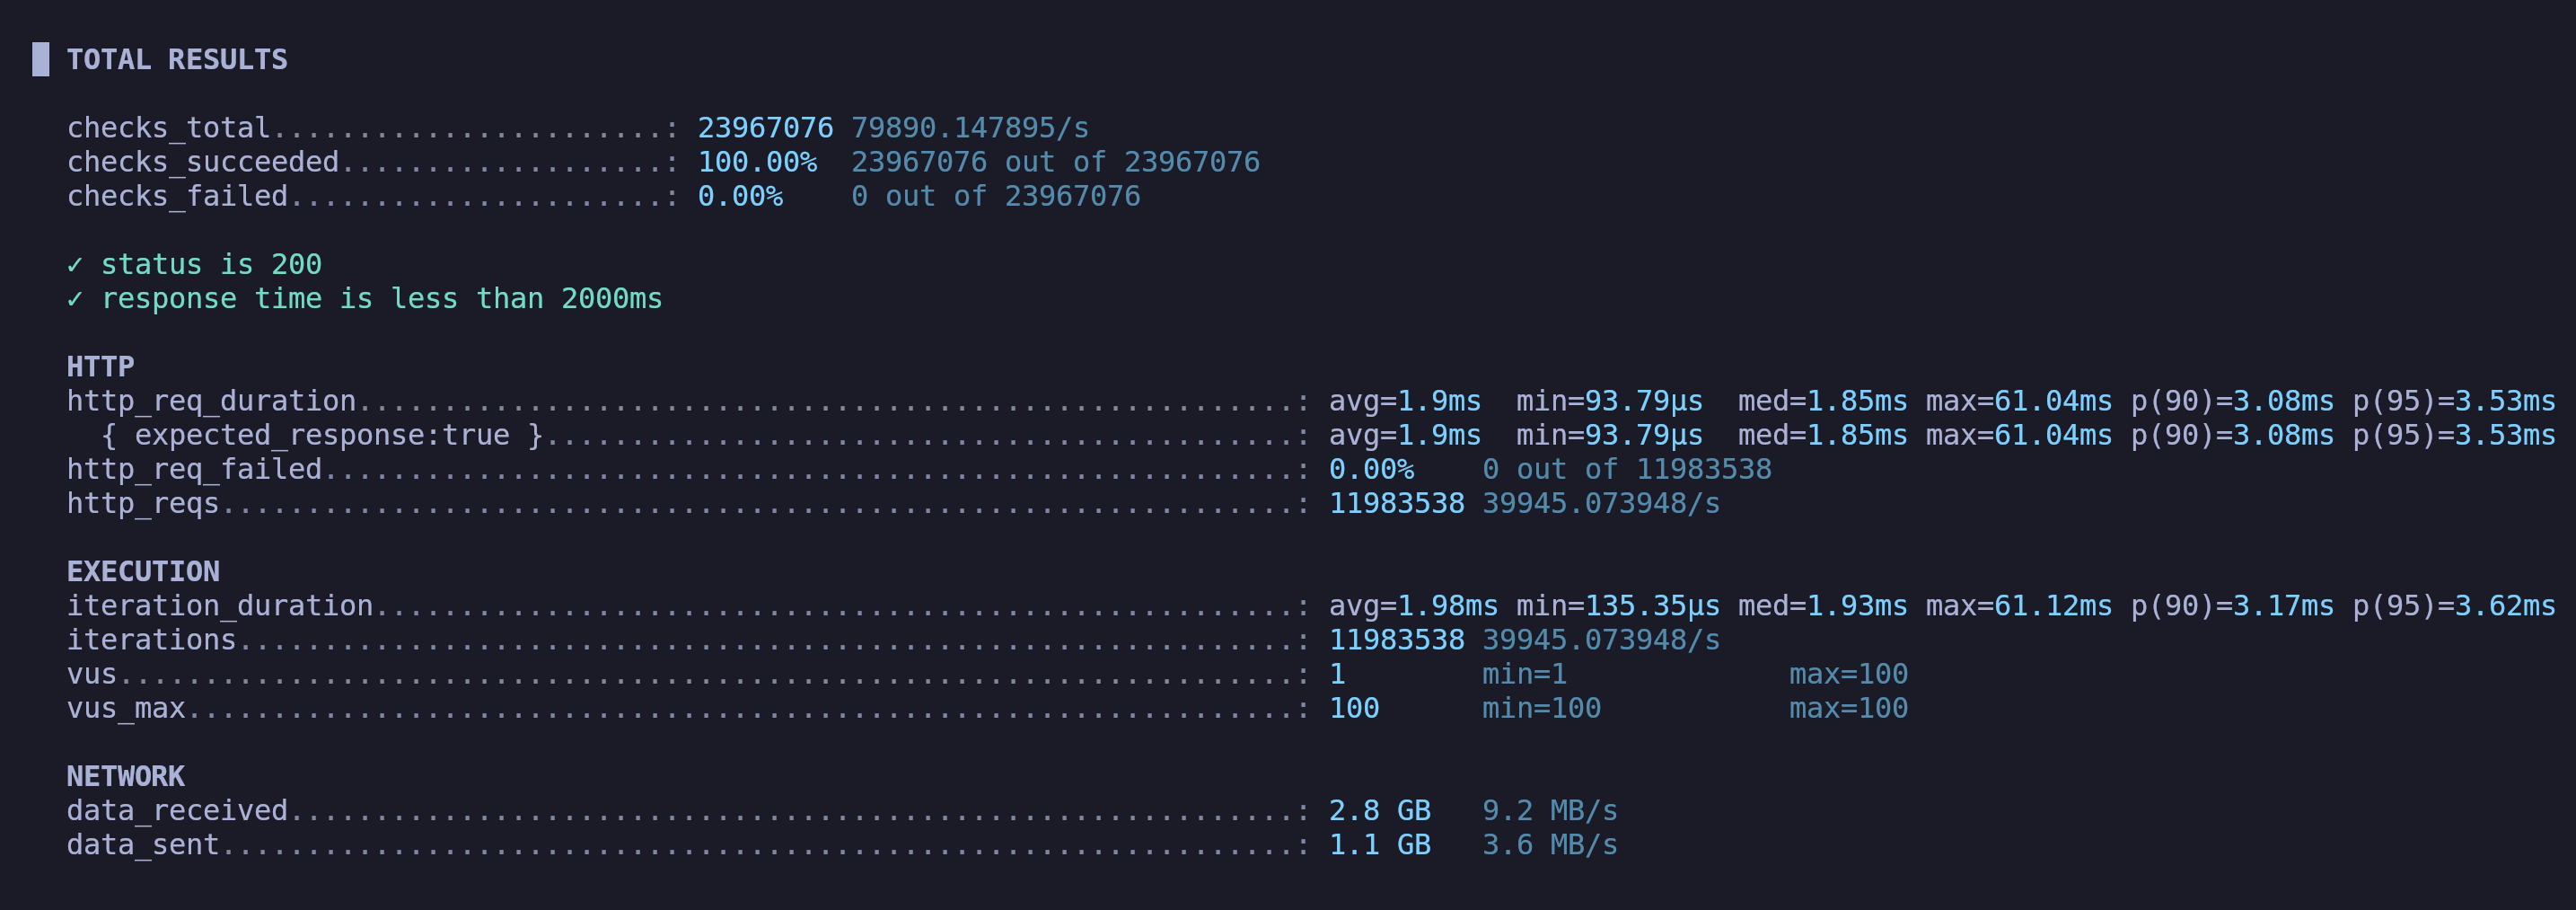 █ TOTAL RESULTS
checks_total.......................: 23967076 79890.147895/s
checks_succeeded...................: 100.00%  23967076 out of 23967076
checks_failed......................: 0.00%    0 out of 23967076
✓ status is 200
✓ response time is less than 2000ms
HTTP
http_req_duration.......................................................: avg=1.9ms  min=93.79µs  med=1.85ms max=61.04ms p(90)=3.08ms p(95)=3.53ms
  { expected_response:true }............................................: avg=1.9ms  min=93.79µs  med=1.85ms max=61.04ms p(90)=3.08ms p(95)=3.53ms
http_req_failed.........................................................: 0.00%    0 out of 11983538
http_reqs...............................................................: 11983538 39945.073948/s
EXECUTION
iteration_duration......................................................: avg=1.98ms min=135.35µs med=1.93ms max=61.12ms p(90)=3.17ms p(95)=3.62ms
iterations..............................................................: 11983538 39945.073948/s
vus.....................................................................: 1        min=1             max=100
vus_max.................................................................: 100      min=100           max=100
NETWORK
data_received...........................................................: 2.8 GB   9.2 MB/s
data_sent...............................................................: 1.1 GB   3.6 MB/s